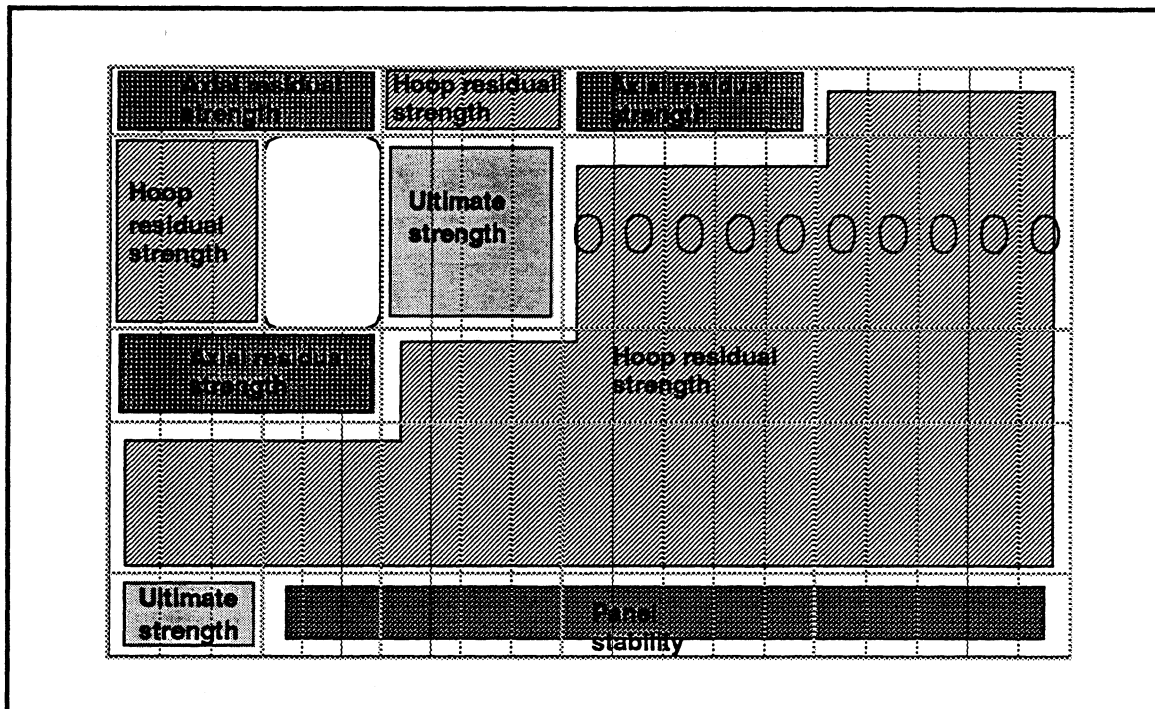 Axial residual
strength
Hoop residual
strength
Axial residual
strength
Hoop
residual
strength
Ultimate
strength
Axial residual
strength
Hoop residual
strength
Ultimate
strength
Panel
stability